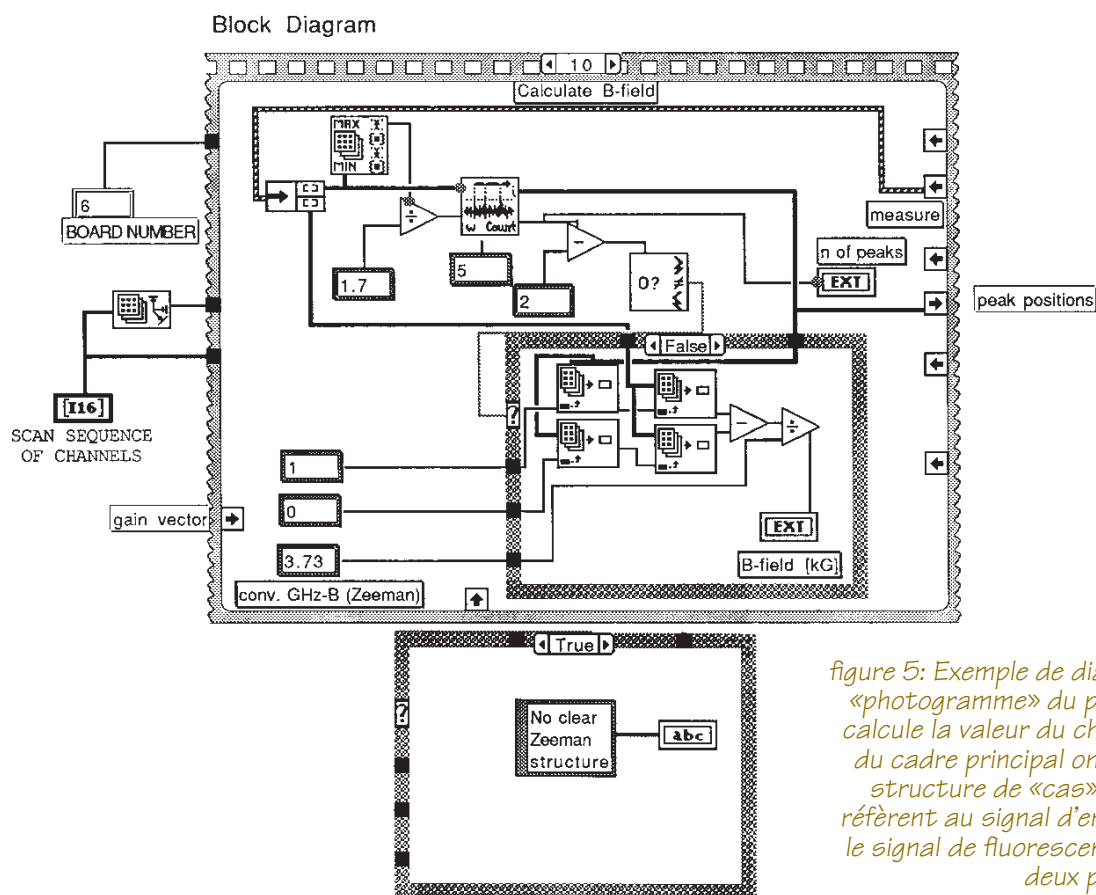 Block Diagram
10
Calculate B-field
MAX
MIN
6
BOARD NUMBER
÷
w Court
measure
n of peaks
EXT
peak positions
1.7
5
2
-
0?
False
[I16]
SCAN SEQUENCE
OF CHANNELS
?
-
÷
1
0
gain vector
3.73
conv. GHz-B (Zeeman)
EXT
B-field [kG]
True
?
No clear
Zeeman
structure
abc
figure 5: Exemple de dia
«photogramme» du p
calcule la valeur du ch
du cadre principal on
structure de «cas»
réfèrent au signal d'en
le signal de fluorescen
deux p